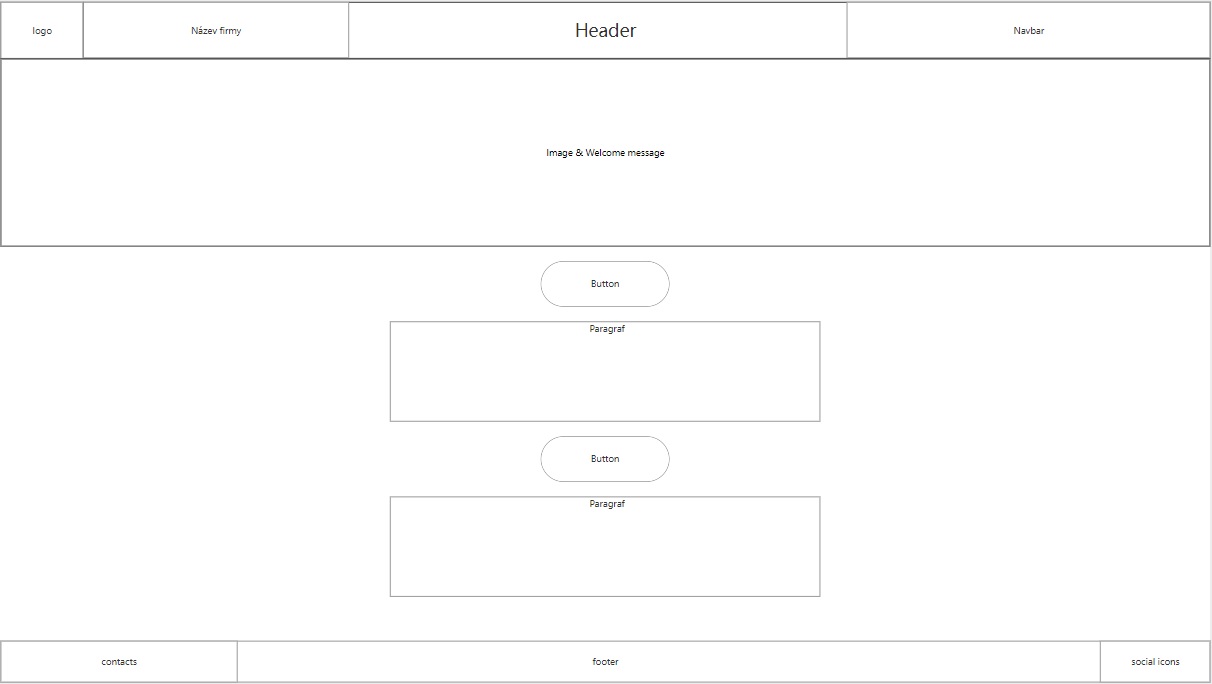 logo
Název firmy
Header
Navbar
Image & Welcome message
Button
Paragraf
Button
Paragraf
contacts
footer
social icons